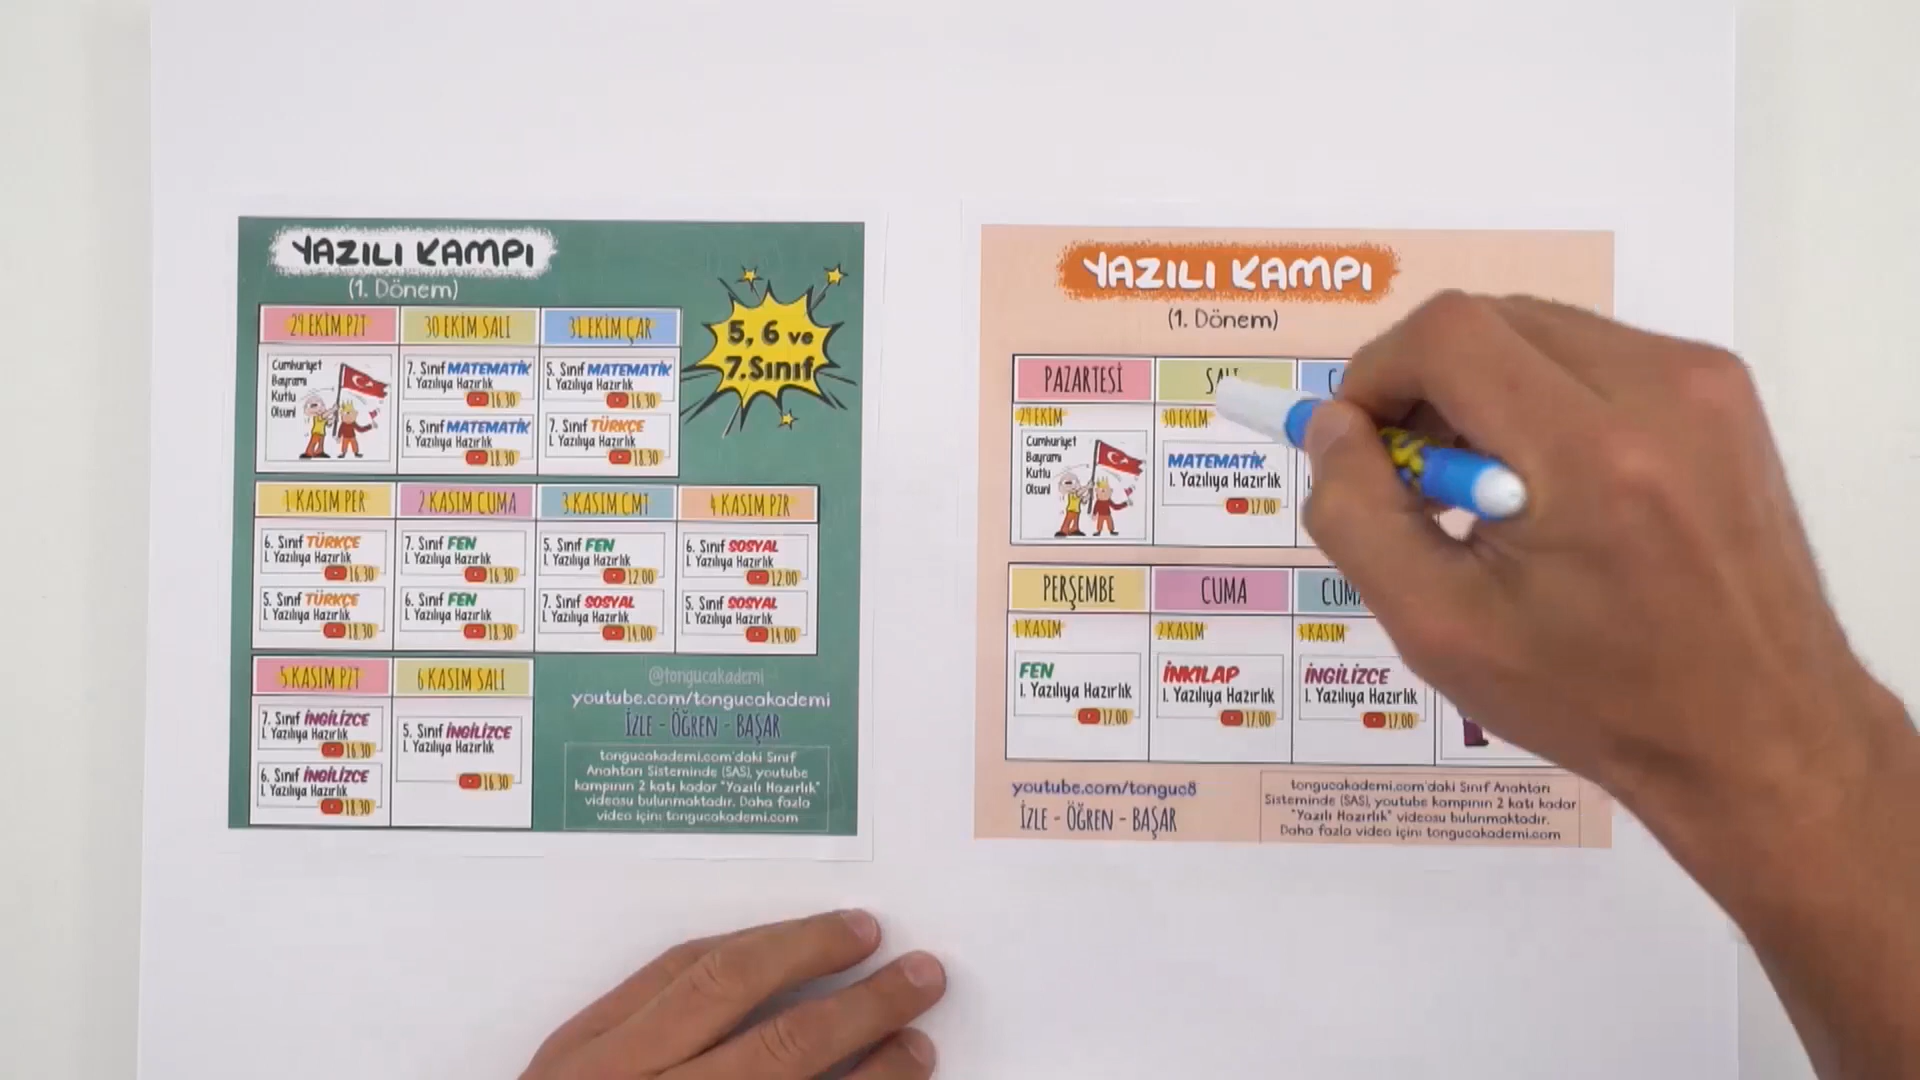 YAZILI KAMPI
(1. Dönem)
5, 6 ve
7. Sınıf
29 EKİM PZT
30 EKİM SALI
31 EKİM ÇAR
Cumhuriyet
Bayramı
Kutlu
Olsun!
7. Sınıf MATEMATİK
I. Yazılıya Hazırlık
16.30
6. Sınıf MATEMATİK
I. Yazılıya Hazırlık
18.30
5. Sınıf MATEMATİK
I. Yazılıya Hazırlık
16.30
7. Sınıf TÜRKÇE
I. Yazılıya Hazırlık
18.30
1 KASIM PER
2 KASIM CUMA
3 KASIM CMT
4 KASIM PZR
6. Sınıf TÜRKÇE
I. Yazılıya Hazırlık
16.30
5. Sınıf TÜRKÇE
I. Yazılıya Hazırlık
18.30
7. Sınıf FEN
I. Yazılıya Hazırlık
16.30
6. Sınıf FEN
I. Yazılıya Hazırlık
18.30
5. Sınıf FEN
I. Yazılıya Hazırlık
12.00
7. Sınıf SOSYAL
I. Yazılıya Hazırlık
14.00
6. Sınıf SOSYAL
I. Yazılıya Hazırlık
12.00
5. Sınıf SOSYAL
I. Yazılıya Hazırlık
14.00
5 KASIM PZT
6 KASIM SALI
7. Sınıf İNGİLİZCE
I. Yazılıya Hazırlık
16.30
6. Sınıf İNGİLİZCE
I. Yazılıya Hazırlık
18.30
5. Sınıf İNGİLİZCE
I. Yazılıya Hazırlık
16.30
@tongucakademi
youtube.com/tongucakademi
İZLE - ÖĞREN - BAŞAR
tongucakademi.com'daki Sınıf
Anahtarı Sisteminde (SAS), youtube
kampının 2 katı kadar "Yazılı Hazırlık"
videosu bulunmaktadır. Daha fazla
video için: tongucakademi.com
YAZILI KAMPI
(1. Dönem)
PAZARTESİ
29 EKİM
30 EKİM
Cumhuriyet
Bayramı
Kutlu
Olsun!
MATEMATİK
I. Yazılıya Hazırlık
17.00
PERŞEMBE
CUMA
1 KASIM
2 KASIM
3 KASIM
FEN
I. Yazılıya Hazırlık
17.00
İNKILAP
I. Yazılıya Hazırlık
17.00
İNGİLİZCE
I. Yazılıya Hazırlık
17.00
youtube.com/tonguc8
İZLE - ÖĞREN - BAŞAR
tongucakademi.com'daki Sınıf Anahtarı
Sisteminde (SAS), youtube kampının 2 katı kadar
"Yazılı Hazırlık" videosu bulunmaktadır.
Daha fazla video için: tongucakademi.com